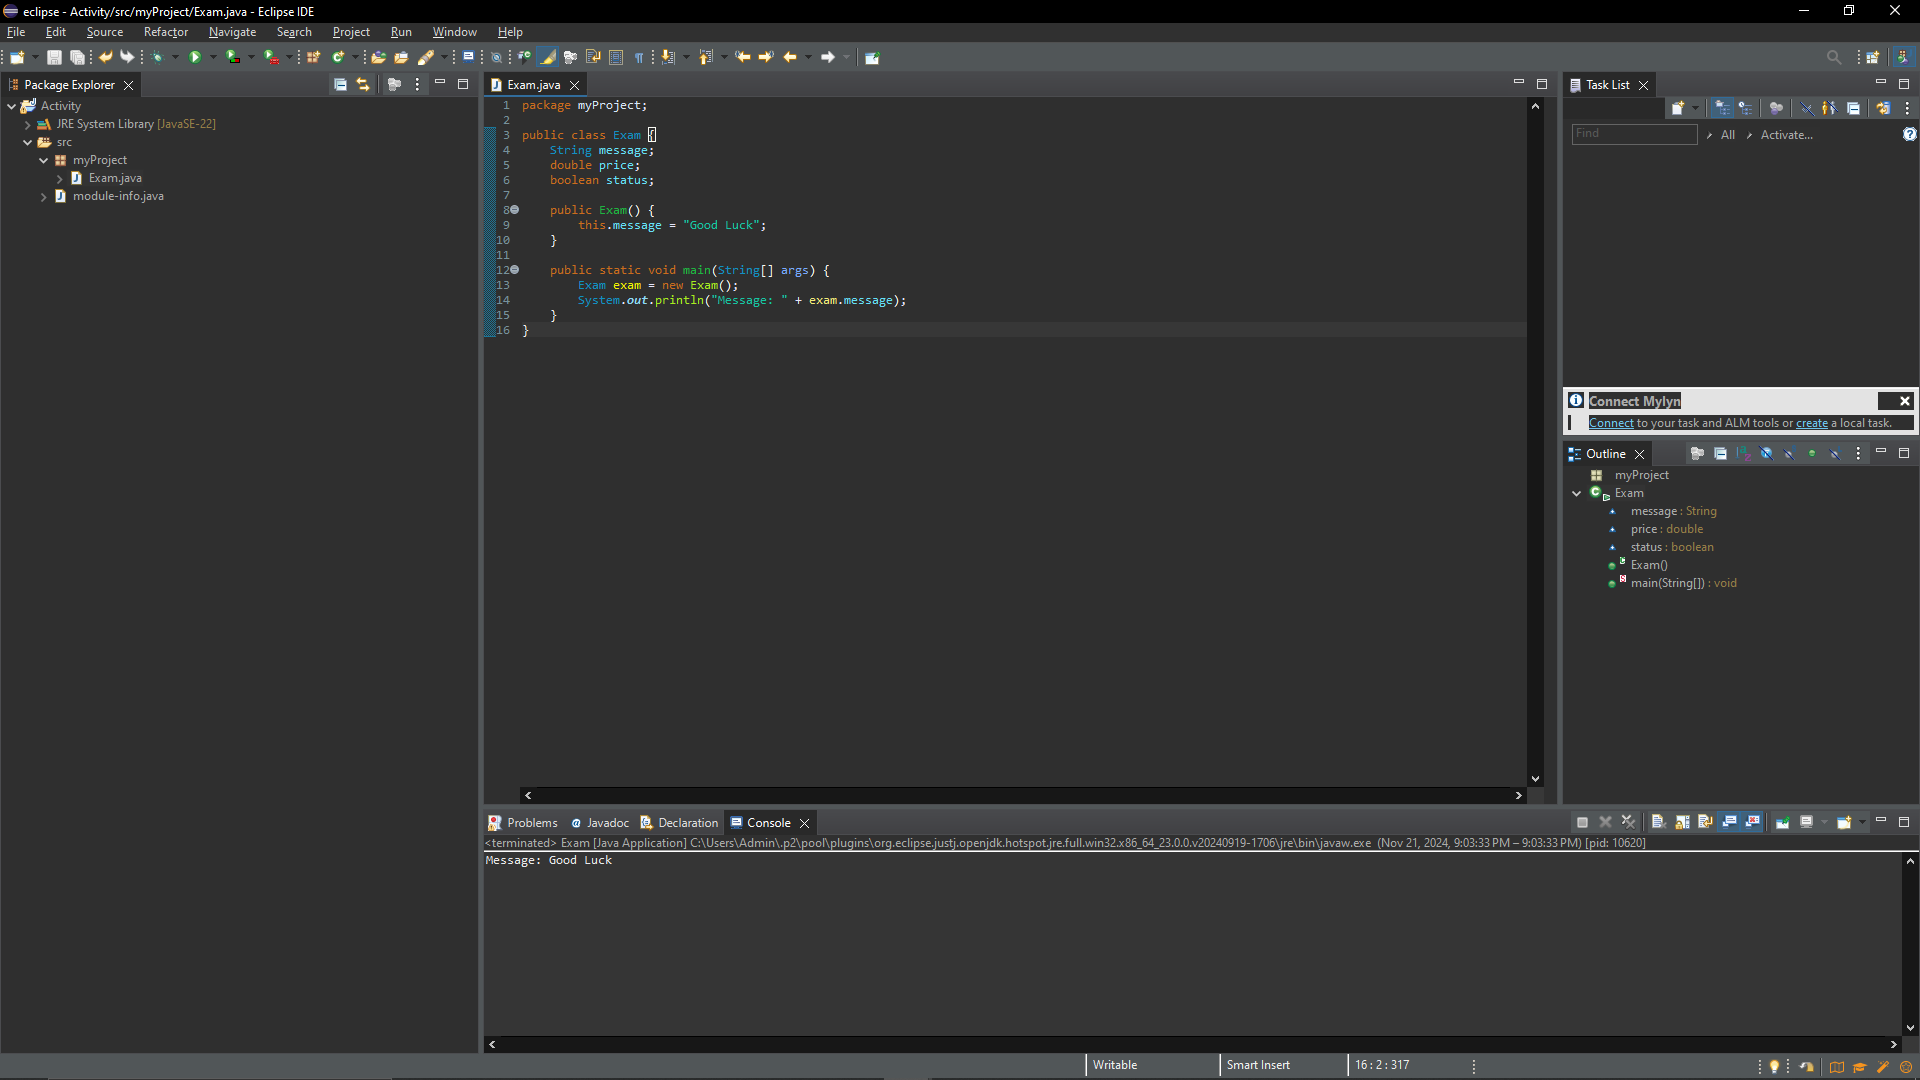 eclipse - Activity/src/myProject/Exam.java - Eclipse IDE
File Edit Source Refactor Navigate Search Project Run Window Help
Package Explorer
Activity
JRE System Library [JavaSE-22]
src
myProject
Exam.java
module-info.java
Exam.java
1 package myProject;
2
3 public class Exam {
4     String message;
5     double price;
6     boolean status;
7
8     public Exam() {
9         this.message = "Good Luck";
10     }
11
12     public static void main(String[] args) {
13         Exam exam = new Exam();
14         System.out.println("Message: " + exam.message);
15     }
16 }
Task List
Find
All
Activate...
Connect Mylyn
Connect to your task and ALM tools or create a local task.
Outline
myProject
Exam
message : String
price : double
status : boolean
Exam()
main(String[]) : void
Problems Javadoc Declaration Console
<terminated> Exam [Java Application] C:\Users\Admin\.p2\pool\plugins\org.eclipse.justj.openjdk.hotspot.jre.full.win32.x86_64_23.0.0.v20240919-1706\jre\bin\javaw.exe (Nov 21, 2024, 9:03:33 PM – 9:03:33 PM) [pid: 10620]
Message: Good Luck
Writable
Smart Insert
16 : 2 : 317